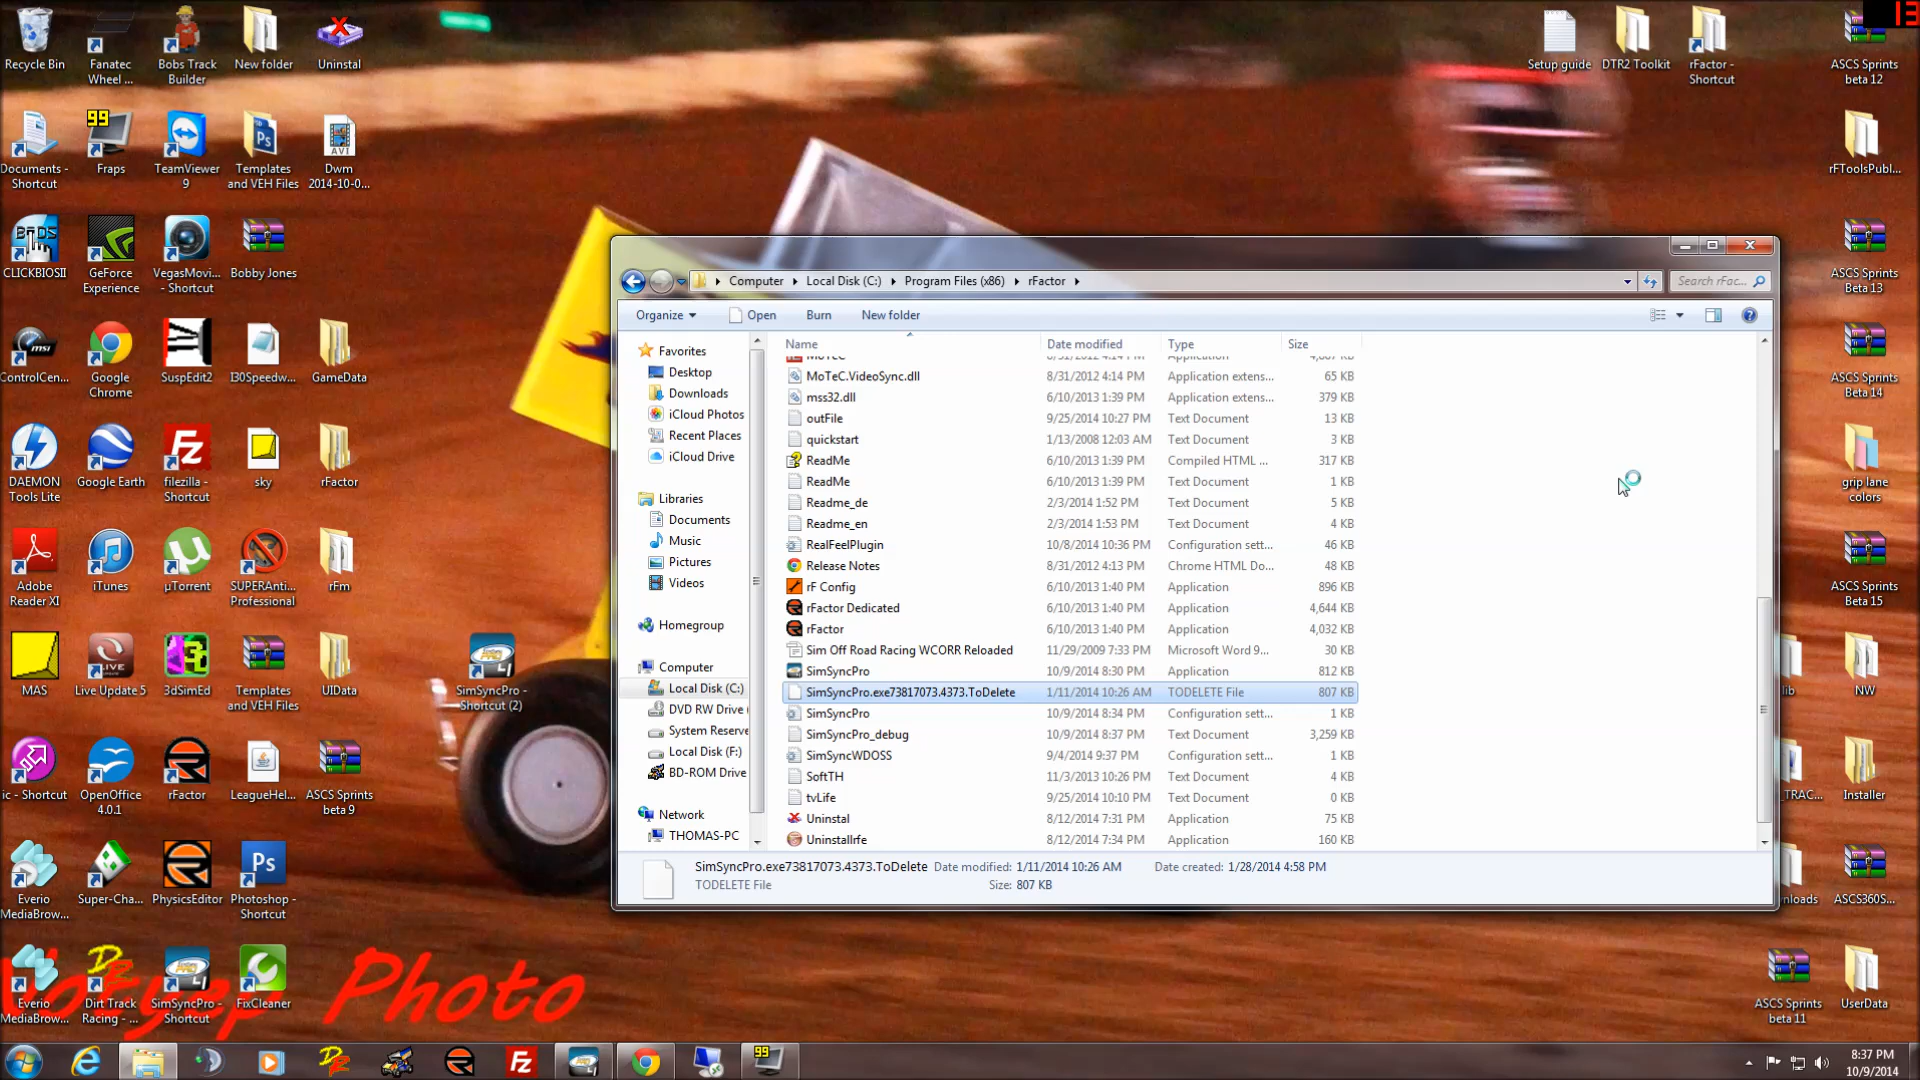 13
Recycle Bin
Fanatec
Wheel ...
Bobs Track
Builder
New folder
Uninstal
Setup guide
DTR2 Toolkit
rFactor -
Shortcut
ASCS Sprints
beta 12
99
Documents -
Shortcut
Fraps
TeamViewer
9
Templates
and VEH Files
AVI
Dwm
2014-10-0...
rFToolsPubl...
CLICKBIOSII
GeForce
Experience
VegasMovi...
- Shortcut
Bobby Jones
ASCS Sprints
Beta 13
msi
ControlCen...
Google
Chrome
SuspEdit2
I30Speedw...
GameData
ASCS Sprints
Beta 14
DAEMON
Tools Lite
Google Earth
Fz
filezilla -
Shortcut
sky
rFactor
grip lane
colors
Adobe
Reader XI
iTunes
µTorrent
SUPERAnti...
Professional
rFm
ASCS Sprints
Beta 15
MAS
LIVE
Live Update 5
3dSimEd
Templates
and VEH Files
UIData
SimSyncPro -
Shortcut (2)
lib
NW
ic - Shortcut
OpenOffice
4.0.1
rFactor
LeagueHel...
ASCS Sprints
beta 9
_TRAC...
Installer
Everio
MediaBrow...
Super-Cha...
PhysicsEditor
Ps
Photoshop -
Shortcut
nloads
ASCS360S...
Everio
MediaBrow...
Dirt Track
Racing - ...
SimSyncPro -
Shortcut
FixCleaner
Photo
ASCS Sprints
beta 11
UserData
Computer
Local Disk (C:)
Program Files (x86)
rFactor
Search rFac...
Organize
Open
Burn
New folder
Favorites
Desktop
Downloads
iCloud Photos
Recent Places
iCloud Drive
Libraries
Documents
Music
Pictures
Videos
Homegroup
Computer
Local Disk (C:)
DVD RW Drive
System Reserve
Local Disk (F:)
BD-ROM Drive
Network
THOMAS-PC
Name Date modified Type Size
MoTeC 8/31/2012 4:14 PM Application
MoTeC.VideoSync.dll 8/31/2012 4:14 PM Application extens... 65 KB
mss32.dll 6/10/2013 1:39 PM Application extens... 379 KB
outFile 9/25/2014 10:27 PM Text Document 13 KB
quickstart 1/13/2008 12:03 AM Text Document 3 KB
ReadMe 6/10/2013 1:39 PM Compiled HTML ... 317 KB
ReadMe 6/10/2013 1:39 PM Text Document 1 KB
Readme_de 2/3/2014 1:52 PM Text Document 5 KB
Readme_en 2/3/2014 1:53 PM Text Document 4 KB
RealFeelPlugin 10/8/2014 10:36 PM Configuration sett... 46 KB
Release Notes 8/31/2012 4:13 PM Chrome HTML Do... 48 KB
rF Config 6/10/2013 1:40 PM Application 896 KB
rFactor Dedicated 6/10/2013 1:40 PM Application 4,644 KB
rFactor 6/10/2013 1:40 PM Application 4,032 KB
Sim Off Road Racing WCORR Reloaded 11/29/2009 7:33 PM Microsoft Word 9... 30 KB
SimSyncPro 10/9/2014 8:30 PM Application 812 KB
SimSyncPro.exe73817073.4373.ToDelete 1/11/2014 10:26 AM TODELETE File 807 KB
SimSyncPro 10/9/2014 8:34 PM Configuration sett... 1 KB
SimSyncPro_debug 10/9/2014 8:37 PM Text Document 3,259 KB
SimSyncWDOSS 9/4/2014 9:37 PM Configuration sett... 1 KB
SoftTH 11/3/2013 10:26 PM Text Document 4 KB
tvLife 9/25/2014 10:10 PM Text Document 0 KB
Uninstal 8/12/2014 7:31 PM Application 75 KB
Uninstallrfe 8/12/2014 7:34 PM Application 160 KB
SimSyncPro.exe73817073.4373.ToDelete Date modified: 1/11/2014 10:26 AM Date created: 1/28/2014 4:58 PM
TODELETE File Size: 807 KB
Fz
99
8:37 PM
10/9/2014